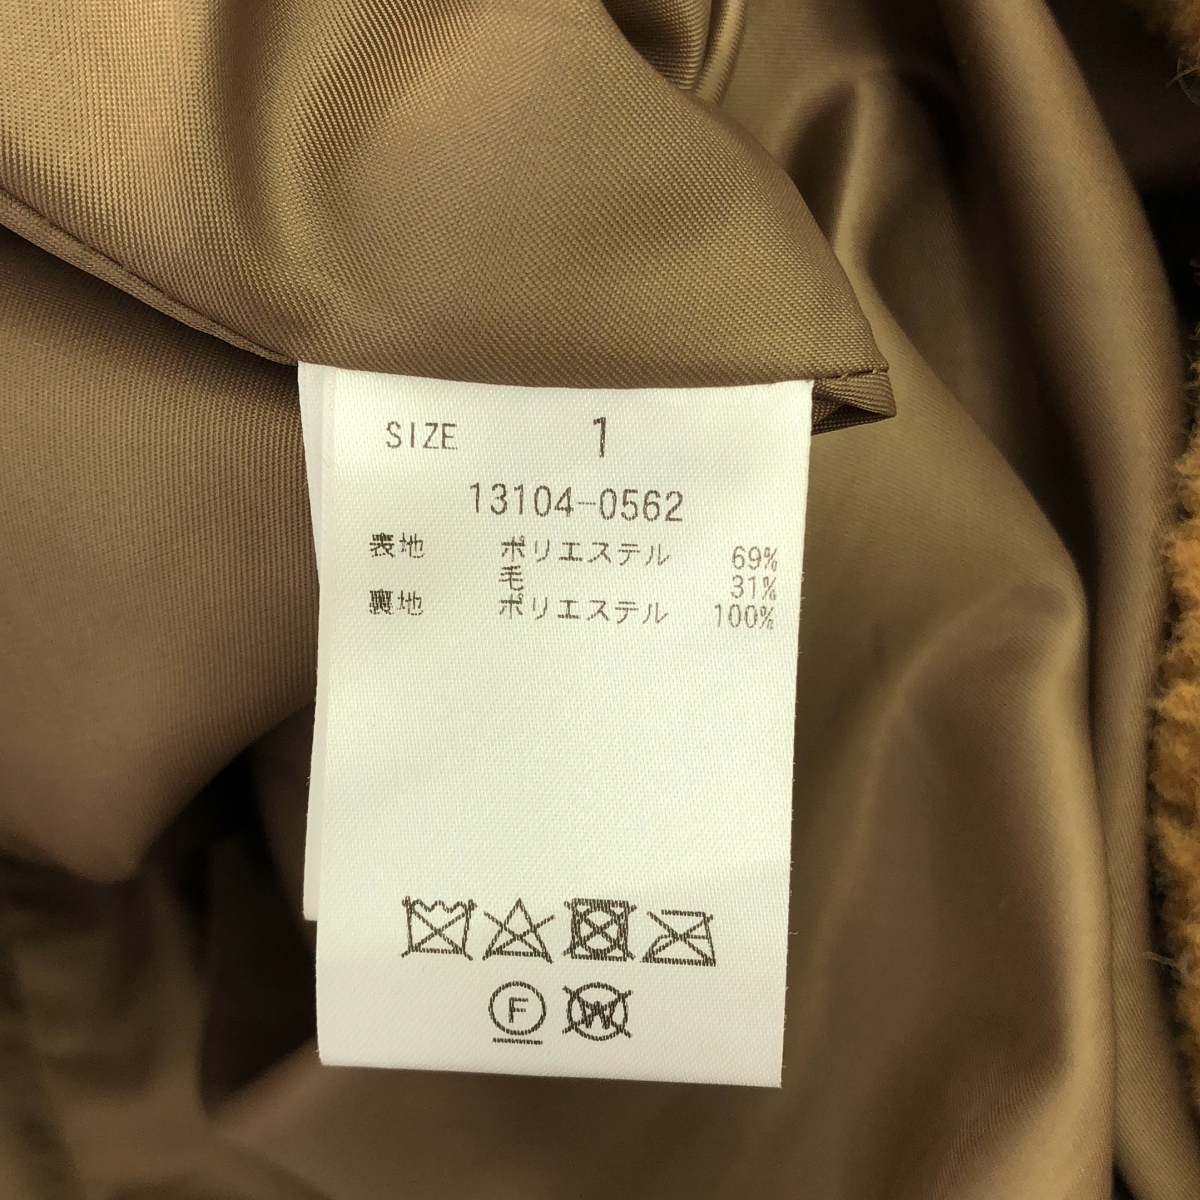 SIZE 1
13104-0562
表地 ポリエステル 69%
毛 31%
裏地 ポリエステル 100%
F W